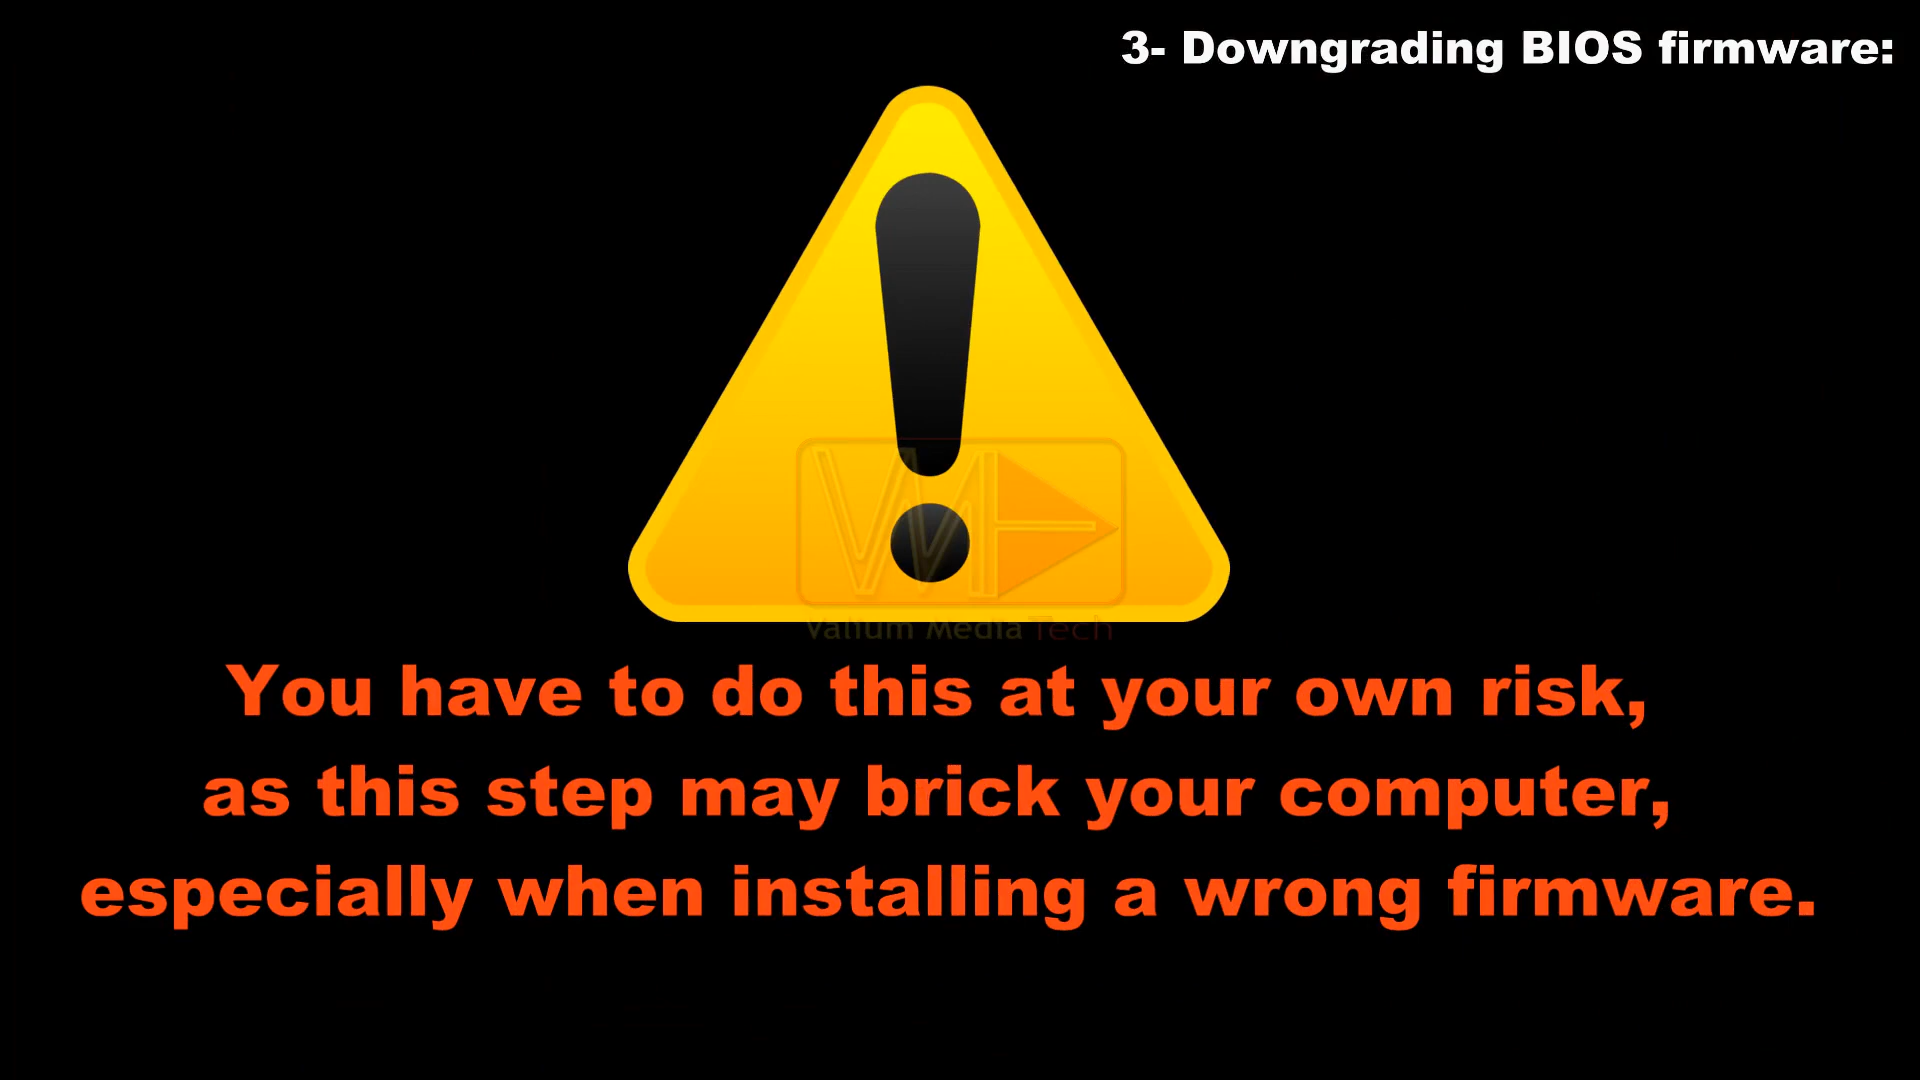 3- Downgrading BIOS firmware:
Valium Media Tech
You have to do this at your own risk,
as this step may brick your computer,
especially when installing a wrong firmware.